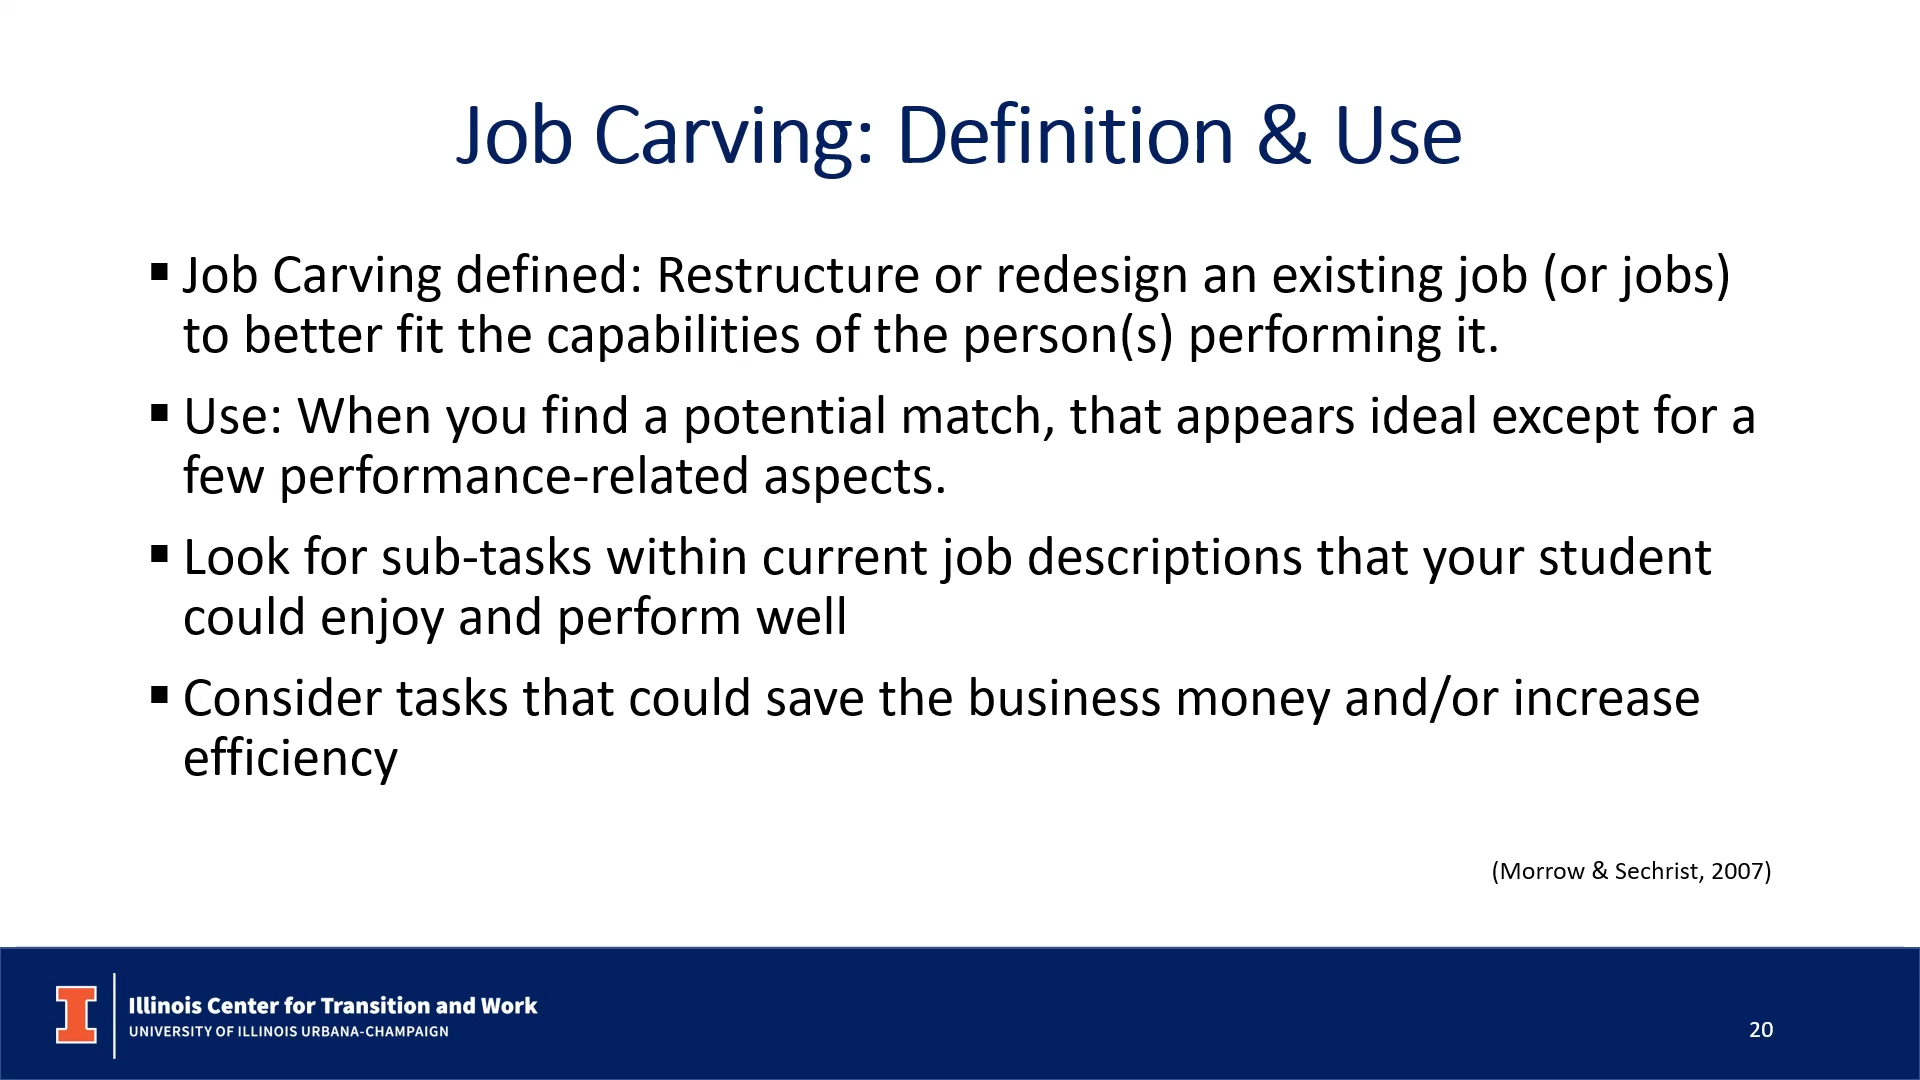 Job Carving: Definition & Use
▪ Job Carving defined: Restructure or redesign an existing job (or jobs)
to better fit the capabilities of the person(s) performing it.
▪ Use: When you find a potential match, that appears ideal except for a
few performance-related aspects.
▪ Look for sub-tasks within current job descriptions that your student
could enjoy and perform well
▪ Consider tasks that could save the business money and/or increase
efficiency
(Morrow & Sechrist, 2007)
I
Illinois Center for Transition and Work
UNIVERSITY OF ILLINOIS URBANA-CHAMPAIGN
20